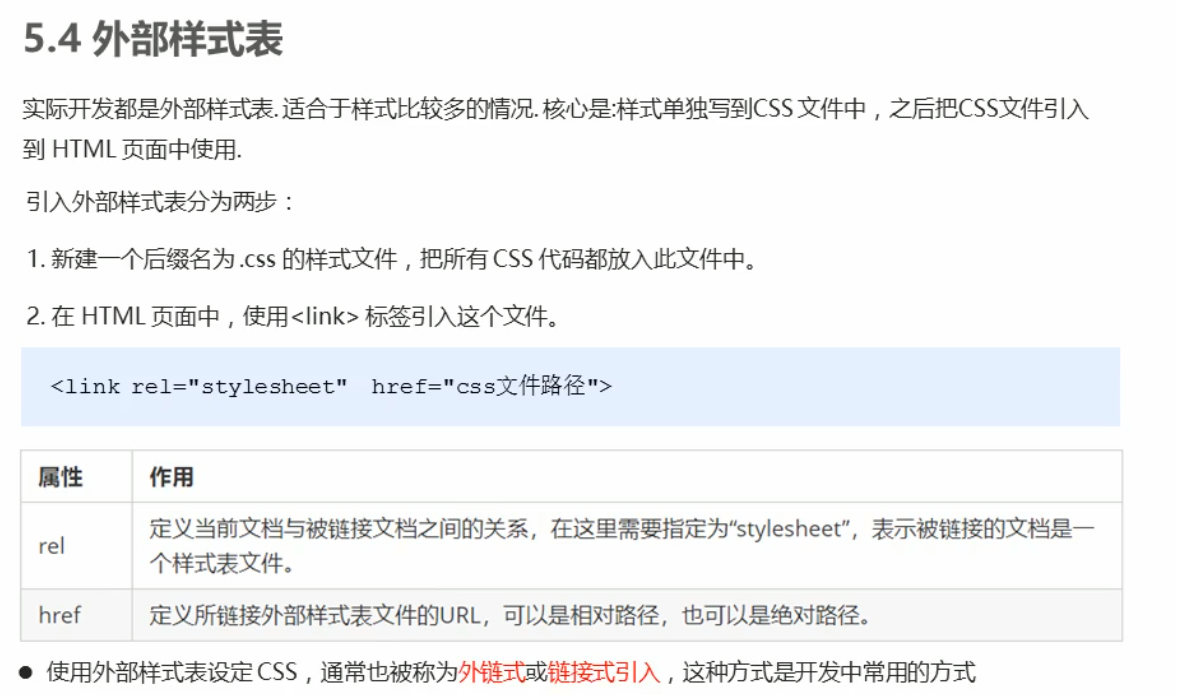 5.4 外部样式表
实际开发都是外部样式表. 适合于样式比较多的情况. 核心是:样式单独写到CSS 文件中，之后把CSS文件引入
到 HTML 页面中使用.
引入外部样式表分为两步：
1. 新建一个后缀名为 .css 的样式文件，把所有 CSS 代码都放入此文件中。
2. 在 HTML 页面中，使用<link> 标签引入这个文件。
<link rel="stylesheet"  href="css文件路径">
属性 作用
rel 定义当前文档与被链接文档之间的关系，在这里需要指定为“stylesheet”，表示被链接的文档是一
个样式表文件。
href 定义所链接外部样式表文件的URL，可以是相对路径，也可以是绝对路径。
● 使用外部样式表设定 CSS，通常也被称为外链式或链接式引入，这种方式是开发中常用的方式